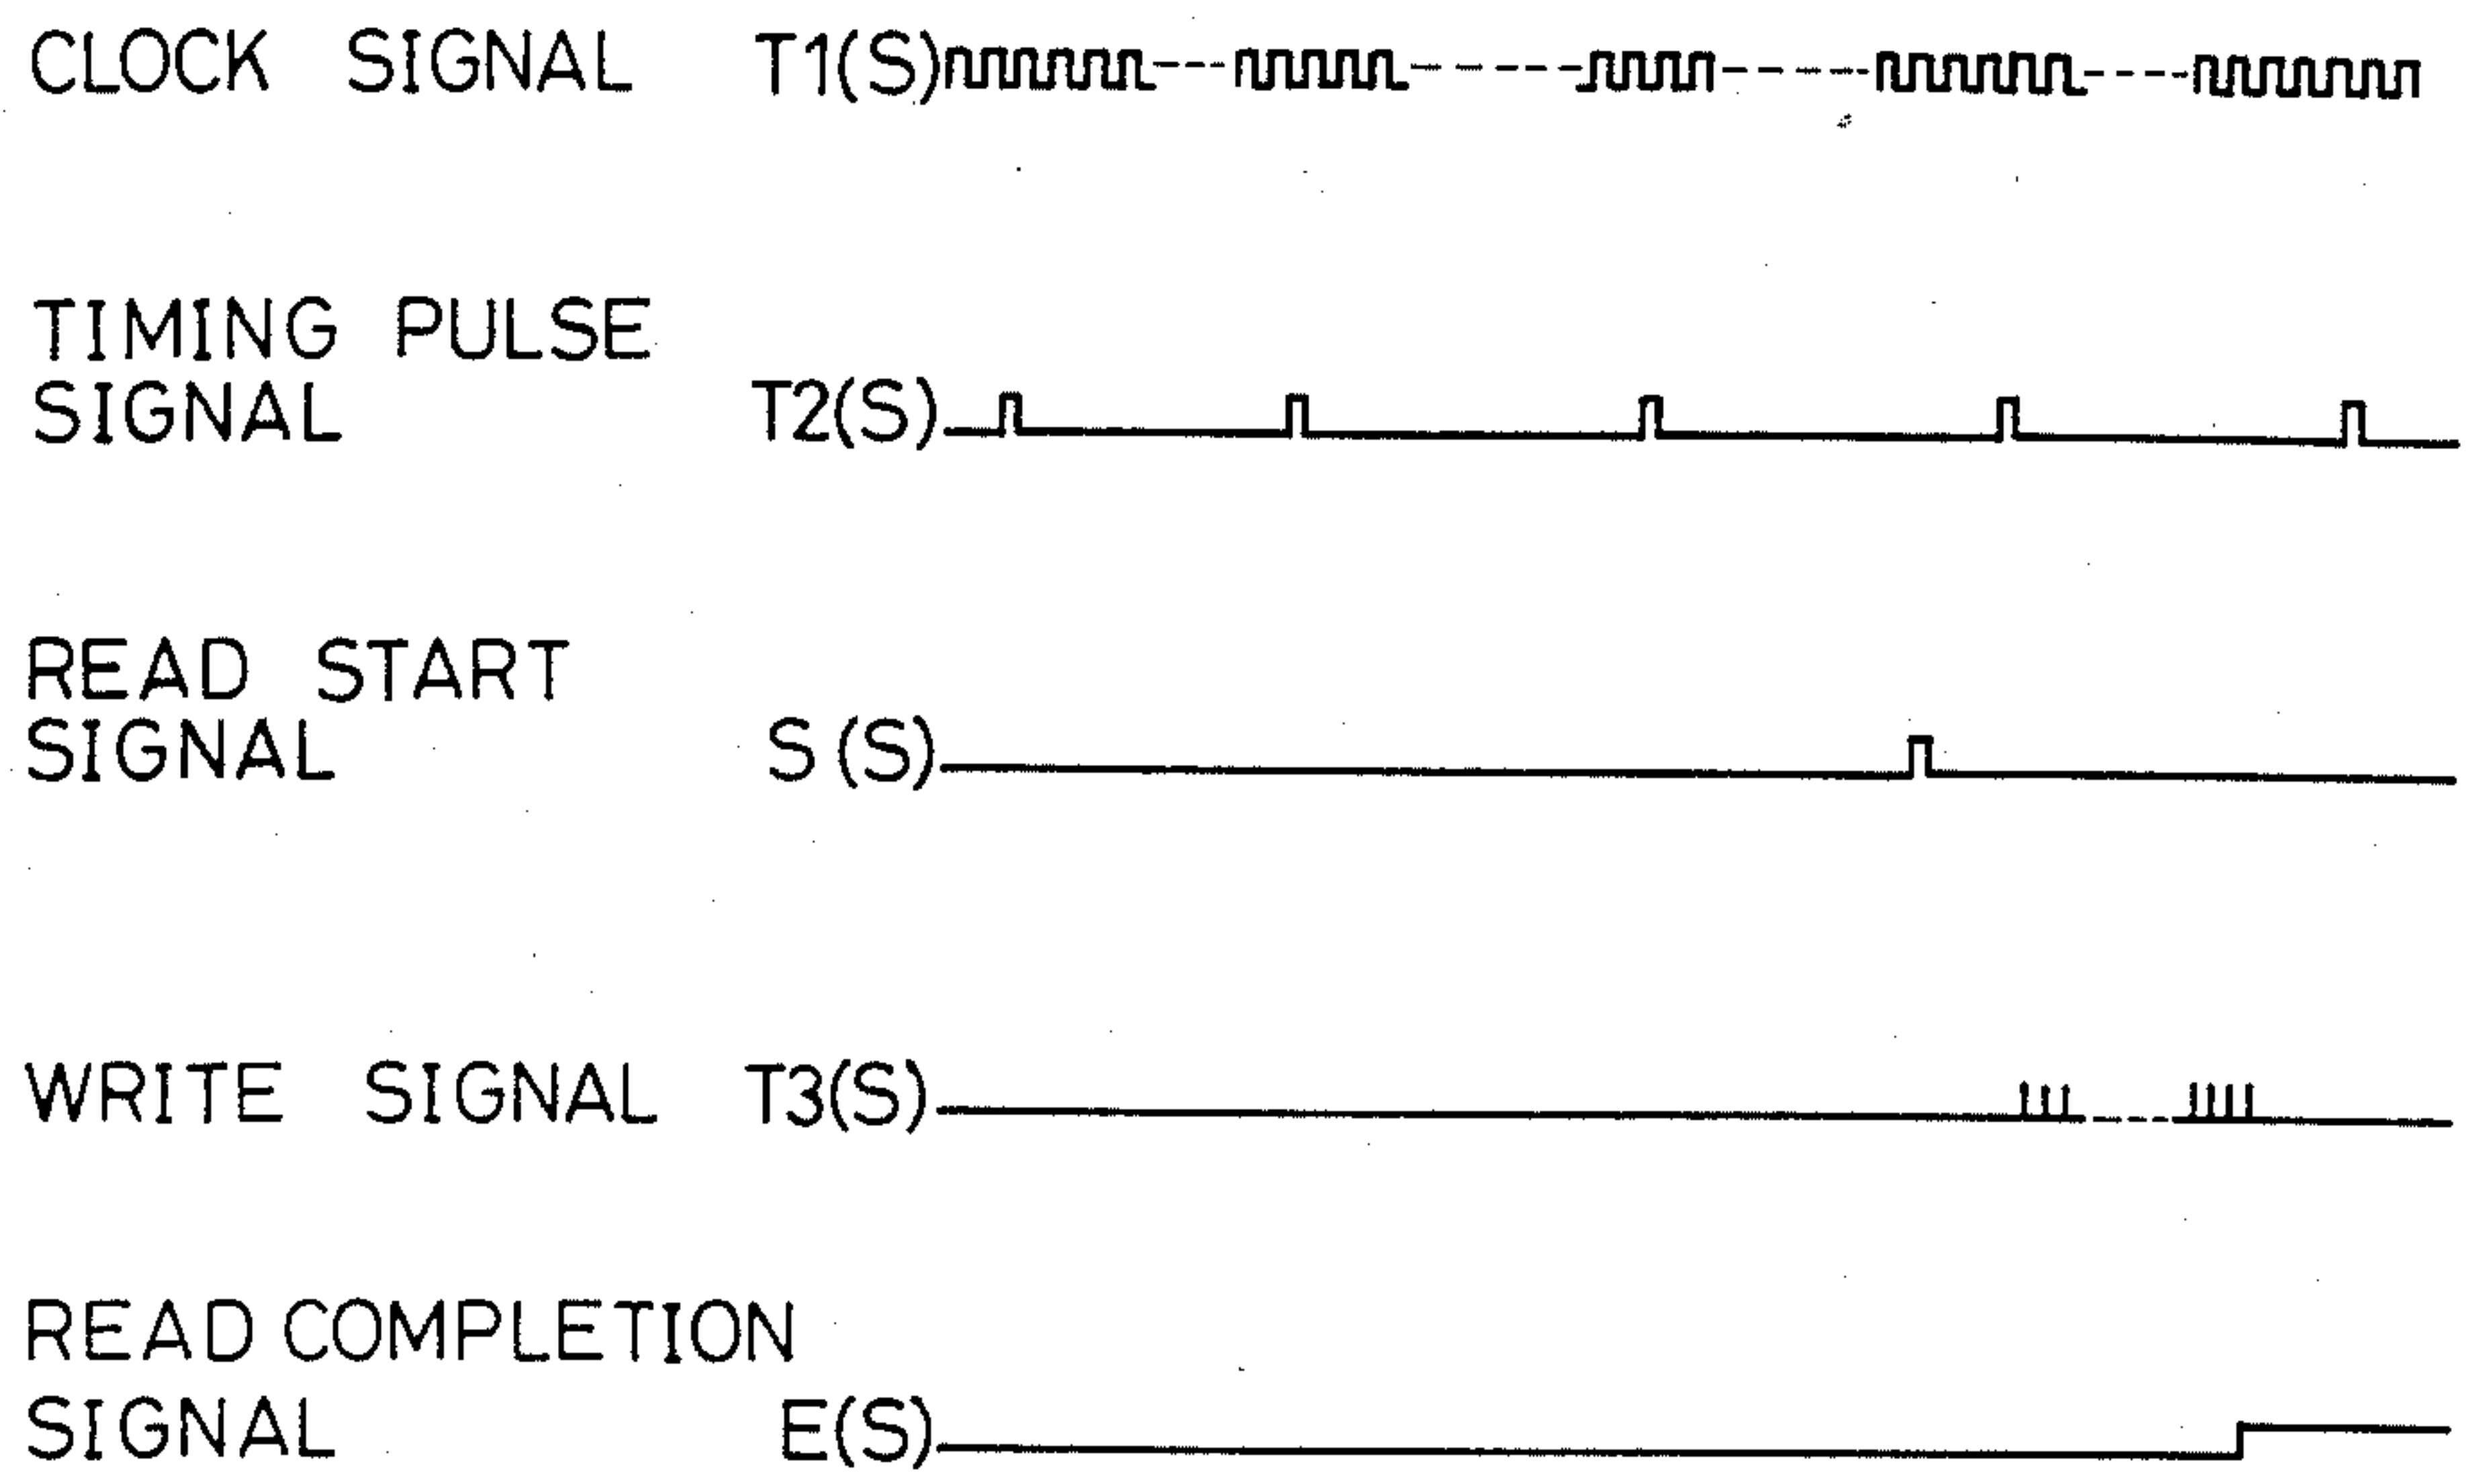 CLOCK SIGNAL T1(S)
TIMING PULSE
SIGNAL T2(S)
READ START
SIGNAL S(S)
WRITE SIGNAL T3(S)
READ COMPLETION
SIGNAL E(S)